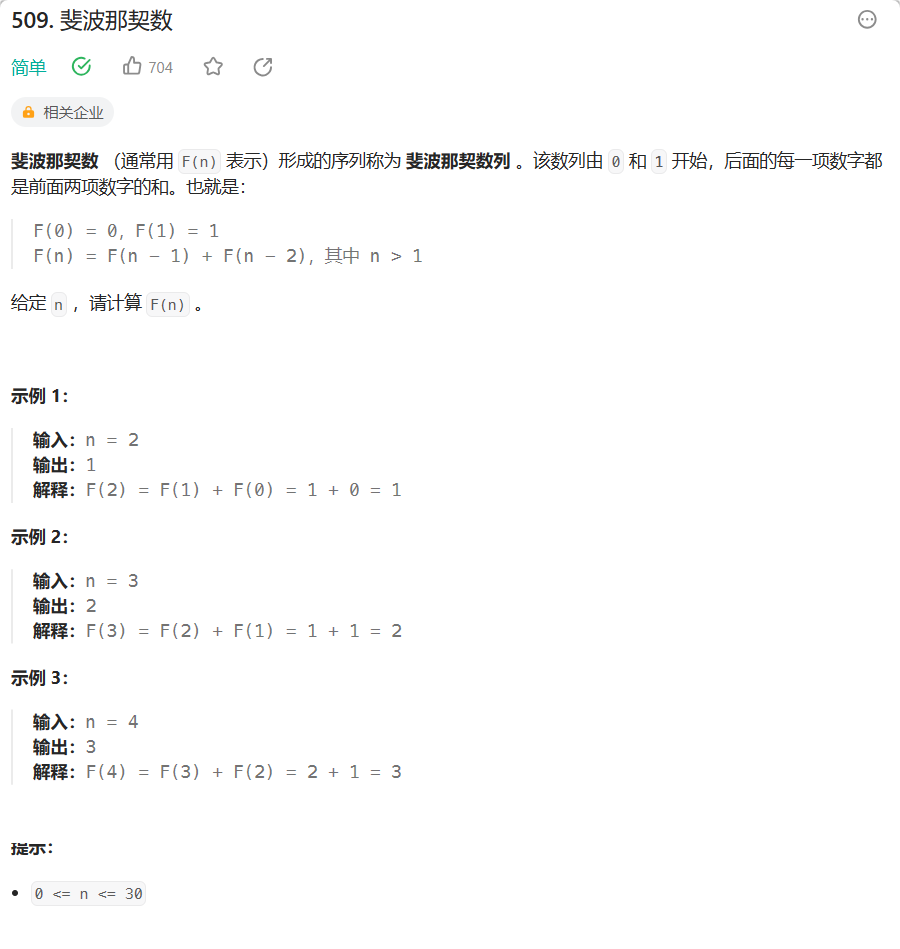 509. 斐波那契数
简单 704
相关企业
斐波那契数 （通常用 F(n) 表示）形成的序列称为 斐波那契数列 。该数列由 0 和 1 开始，后面的每一项数字都
是前面两项数字的和。也就是：
F(0) = 0，F(1) = 1
F(n) = F(n - 1) + F(n - 2)，其中 n > 1
给定 n ，请计算 F(n) 。
示例 1：
输入：n = 2
输出：1
解释：F(2) = F(1) + F(0) = 1 + 0 = 1
示例 2：
输入：n = 3
输出：2
解释：F(3) = F(2) + F(1) = 1 + 1 = 2
示例 3：
输入：n = 4
输出：3
解释：F(4) = F(3) + F(2) = 2 + 1 = 3
提示：
• 0 <= n <= 30